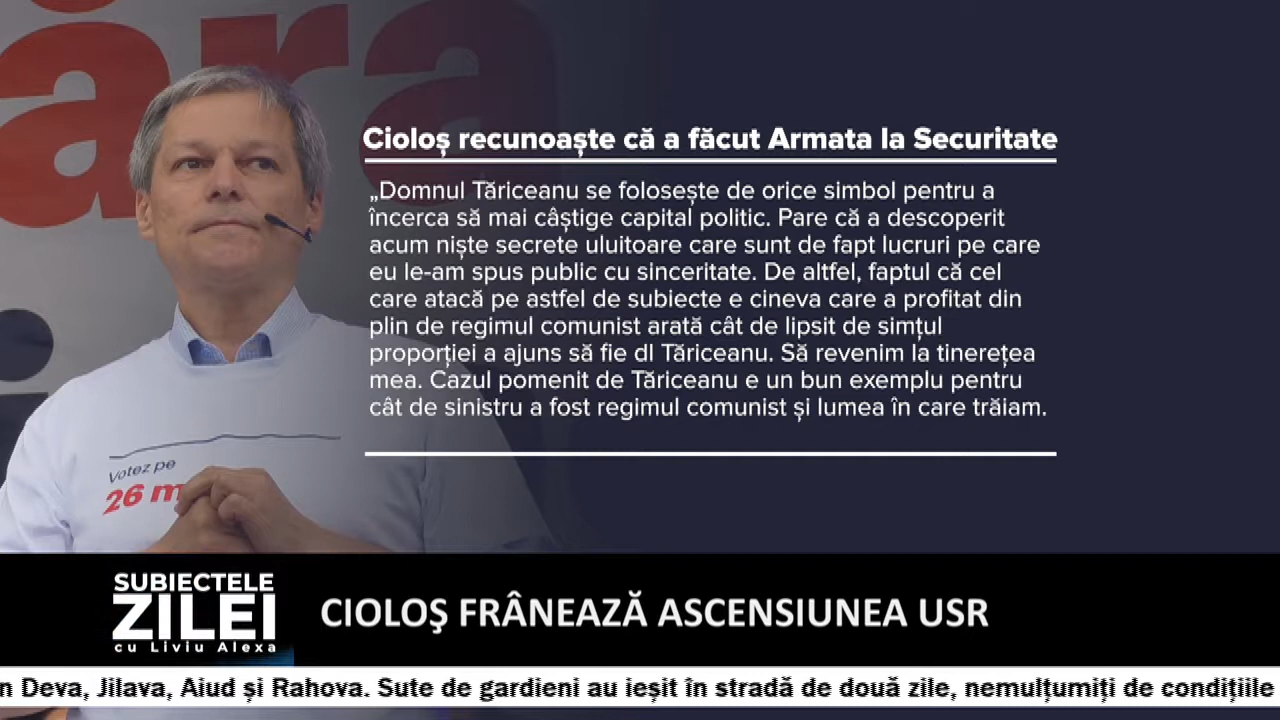 ăra
Cioloș recunoaște că a făcut Armata la Securitate
„Domnul Tăriceanu se folosește de orice simbol pentru a
încerca să mai câștige capital politic. Pare că a descoperit
acum niște secrete uluitoare care sunt de fapt lucruri pe care
eu le-am spus public cu sinceritate. De altfel, faptul că cel
care atacă pe astfel de subiecte e cineva care a profitat din
plin de regimul comunist arată cât de lipsit de simțul
proporției a ajuns să fie dl Tăriceanu. Să revenim la tinerețea
mea. Cazul pomenit de Tăriceanu e un bun exemplu pentru
cât de sinistru a fost regimul comunist și lumea în care trăiam.
Votez pe
26 m
SUBIECTELE
ZILEI
cu Liviu Alexa
CIOLOŞ FRÂNEAZĂ ASCENSIUNEA USR
n Deva, Jilava, Aiud și Rahova. Sute de gardieni au ieșit în stradă de două zile, nemulțumiți de condițiile